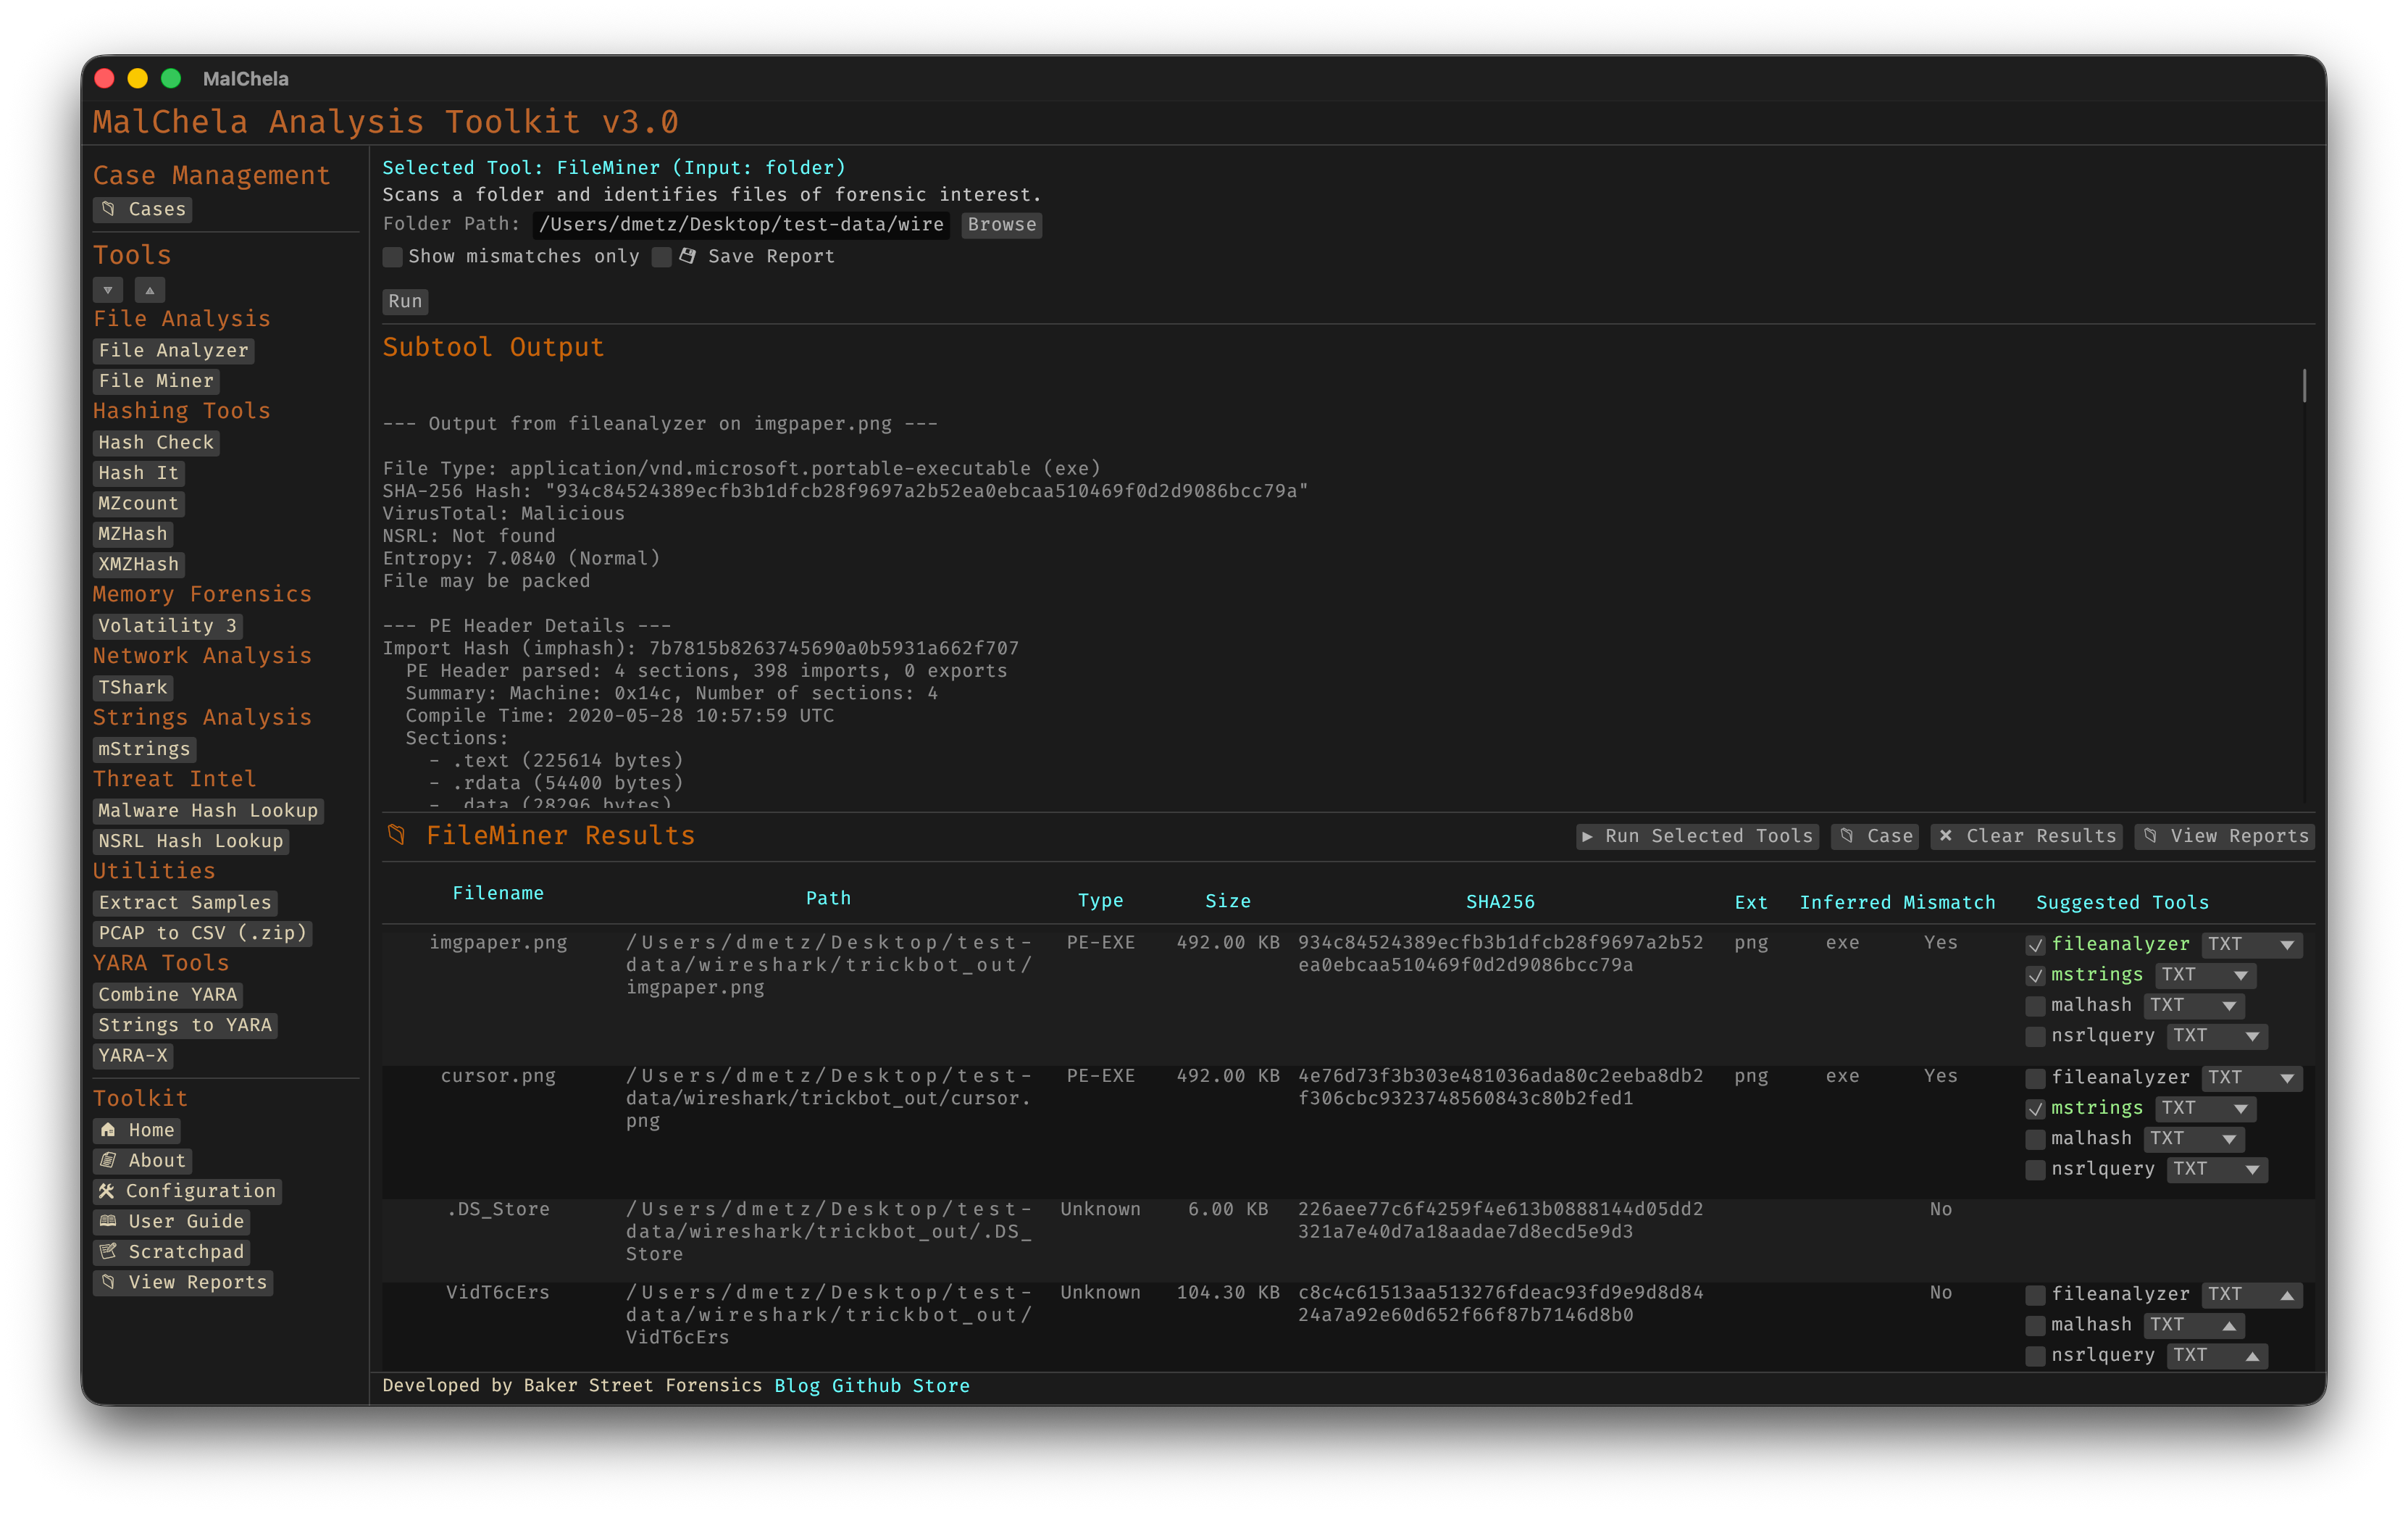 MalChela
MalChela Analysis Toolkit v3.0
Case Management
Cases
Tools
File Analysis
File Analyzer
File Miner
Hashing Tools
Hash Check
Hash It
MZcount
MZHash
XMZHash
Memory Forensics
Volatility 3
Network Analysis
TShark
Strings Analysis
mStrings
Threat Intel
Malware Hash Lookup
NSRL Hash Lookup
Utilities
Extract Samples
PCAP to CSV (.zip)
YARA Tools
Combine YARA
Strings to YARA
YARA-X
Toolkit
Home
About
Configuration
User Guide
Scratchpad
View Reports
Selected Tool: FileMiner (Input: folder)
Scans a folder and identifies files of forensic interest.
Folder Path: /Users/dmetz/Desktop/test-data/wire Browse
Show mismatches only Save Report
Run
Subtool Output
--- Output from fileanalyzer on imgpaper.png ---
File Type: application/vnd.microsoft.portable-executable (exe)
SHA-256 Hash: "934c84524389ecfb3b1dfcb28f9697a2b52ea0ebcaa510469f0d2d9086bcc79a"
VirusTotal: Malicious
NSRL: Not found
Entropy: 7.0840 (Normal)
File may be packed
--- PE Header Details ---
Import Hash (imphash): 7b7815b8263745690a0b5931a662f707
PE Header parsed: 4 sections, 398 imports, 0 exports
Summary: Machine: 0x14c, Number of sections: 4
Compile Time: 2020-05-28 10:57:59 UTC
Sections:
- .text (225614 bytes)
- .rdata (54400 bytes)
- .data (28296 bytes)
FileMiner Results
Run Selected Tools Case Clear Results View Reports
Filename Path Type Size SHA256 Ext Inferred Mismatch Suggested Tools
imgpaper.png /Users/dmetz/Desktop/test- PE-EXE 492.00 KB 934c84524389ecfb3b1dfcb28f9697a2b52 png exe Yes fileanalyzer TXT
data/wireshark/trickbot_out/ ea0ebcaa510469f0d2d9086bcc79a mstrings TXT
imgpaper.png malhash TXT
nsrlquery TXT
cursor.png /Users/dmetz/Desktop/test- PE-EXE 492.00 KB 4e76d73f3b303e481036ada80c2eeba8db2 png exe Yes fileanalyzer TXT
data/wireshark/trickbot_out/cursor. f306cbc9323748560843c80b2fed1 mstrings TXT
png malhash TXT
nsrlquery TXT
.DS_Store /Users/dmetz/Desktop/test- Unknown 6.00 KB 226aee77c6f4259f4e613b0888144d05dd2 No
data/wireshark/trickbot_out/.DS_ 321a7e40d7a18aadae7d8ecd5e9d3
Store
VidT6cErs /Users/dmetz/Desktop/test- Unknown 104.30 KB c8c4c61513aa513276fdeac93fd9e9d8d84 No fileanalyzer TXT
data/wireshark/trickbot_out/ 24a7a92e60d652f66f87b7146d8b0 malhash TXT
VidT6cErs nsrlquery TXT
Developed by Baker Street Forensics Blog Github Store